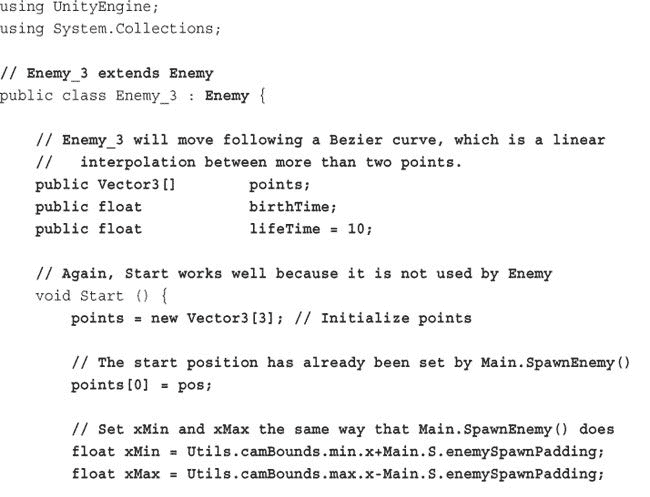 using UnityEngine;
using System.Collections;
// Enemy_3 extends Enemy
public class Enemy_3 : Enemy {
// Enemy_3 will move following a Bezier curve, which is a linear
//   interpolation between more than two points.
public Vector3[]        points;
public float            birthTime;
public float            lifeTime = 10;
// Again, Start works well because it is not used by Enemy
void Start () {
points = new Vector3[3]; // Initialize points
// The start position has already been set by Main.SpawnEnemy()
points[0] = pos;
// Set xMin and xMax the same way that Main.SpawnEnemy() does
float xMin = Utils.camBounds.min.x+Main.S.enemySpawnPadding;
float xMax = Utils.camBounds.max.x-Main.S.enemySpawnPadding;